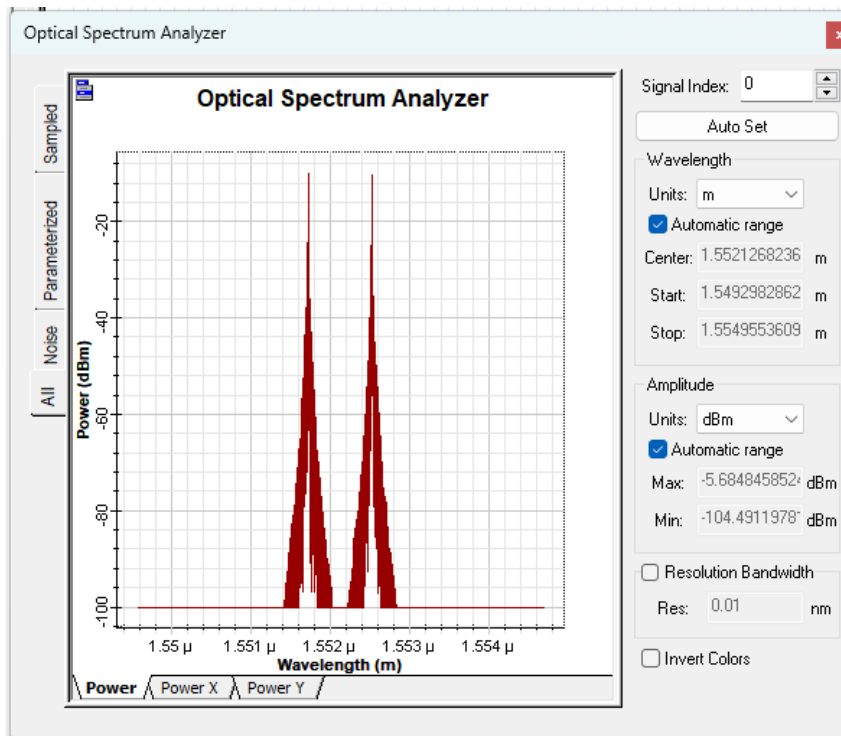 Optical Spectrum Analyzer
x
Sampled
Parameterized
Noise
All
Optical Spectrum Analyzer
Power (dBm)
-20
-40
-60
-80
-100
1.55 µ 1.551 µ 1.552 µ 1.553 µ 1.554 µ
Wavelength (m)
Power Power X Power Y
Signal Index: 0
Auto Set
Wavelength
Units: m
Automatic range
Center: 1.5521268236 m
Start: 1.5492982862 m
Stop: 1.5549553609 m
Amplitude
Units: dBm
Automatic range
Max: -5.684845852 dBm
Min: -104.4911978 dBm
Resolution Bandwidth
Res: 0.01 nm
Invert Colors